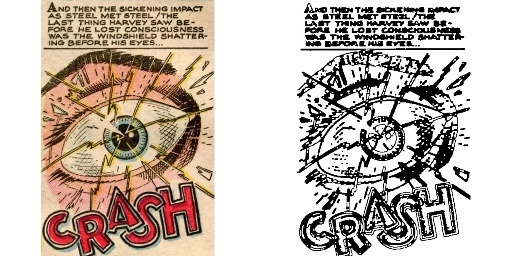 AND THEN THE SICKENING IMPACT
AS STEEL MET STEEL! THE
LAST THING HARVEY SAW BE-
FORE HE LOST CONSCIOUSNESS
WAS THE WINDSHIELD SHATTER-
ING BEFORE HIS EYES...
CRASH
AND THEN THE SICKENING IMPACT
AS STEEL MET STEEL! THE
LAST THING HARVEY SAW BE-
FORE HE LOST CONSCIOUSNESS
WAS THE WINDSHIELD SHATTER-
ING BEFORE HIS EYES...
CRASH